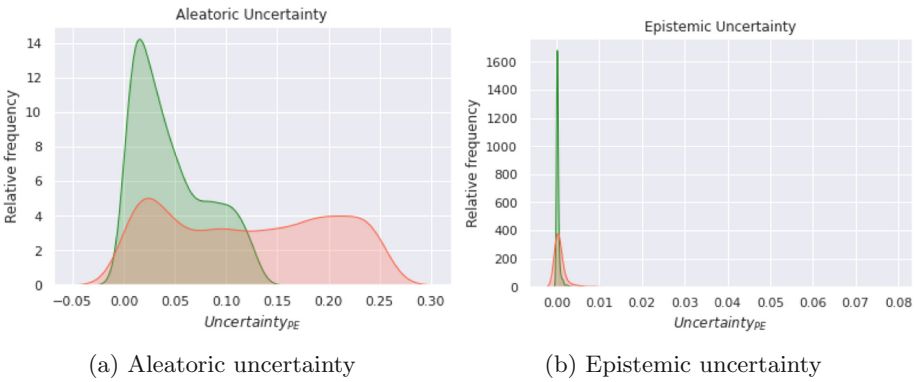 Aleatoric Uncertainty
14
12
10
8
6
4
2
0
Relative frequency
−0.05 0.00 0.05 0.10 0.15 0.20 0.25 0.30
Uncertainty_PE
(a) Aleatoric uncertainty
Epistemic Uncertainty
1600
1400
1200
1000
800
600
400
200
0
Relative frequency
0.00 0.01 0.02 0.03 0.04 0.05 0.06 0.07 0.08
Uncertainty_PE
(b) Epistemic uncertainty